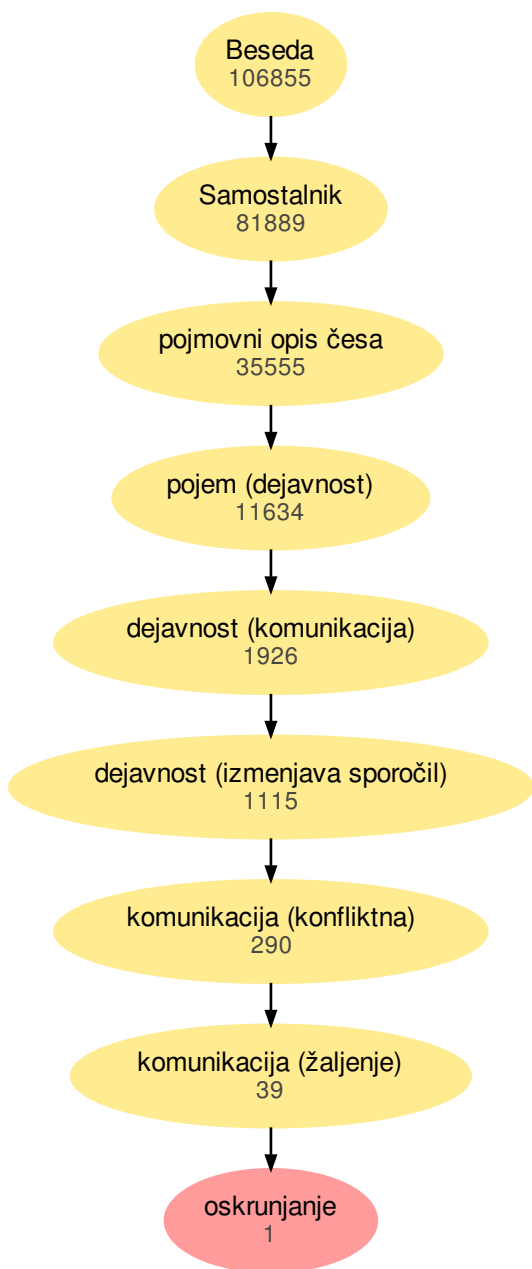 Beseda
106855
Samostalnik
81889
pojmovni opis česa
35555
pojem (dejavnost)
11634
dejavnost (komunikacija)
1926
dejavnost (izmenjava sporočil)
1115
komunikacija (konfliktna)
290
komunikacija (žaljenje)
39
oskrunjanje
1